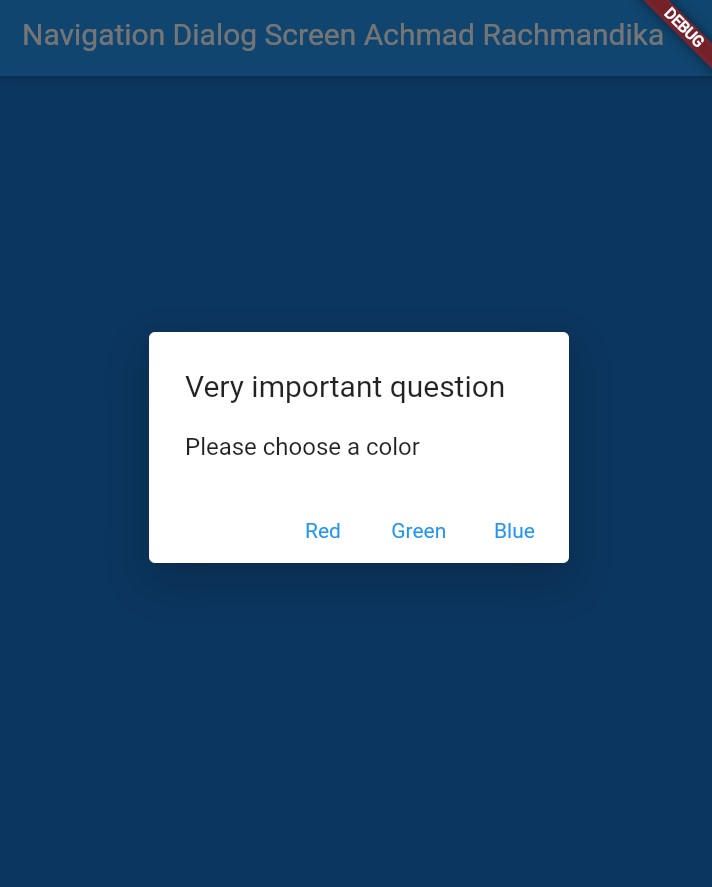 Navigation Dialog Screen Achmad Rachmandika
DEBUG
Very important question
Please choose a color
Red Green Blue